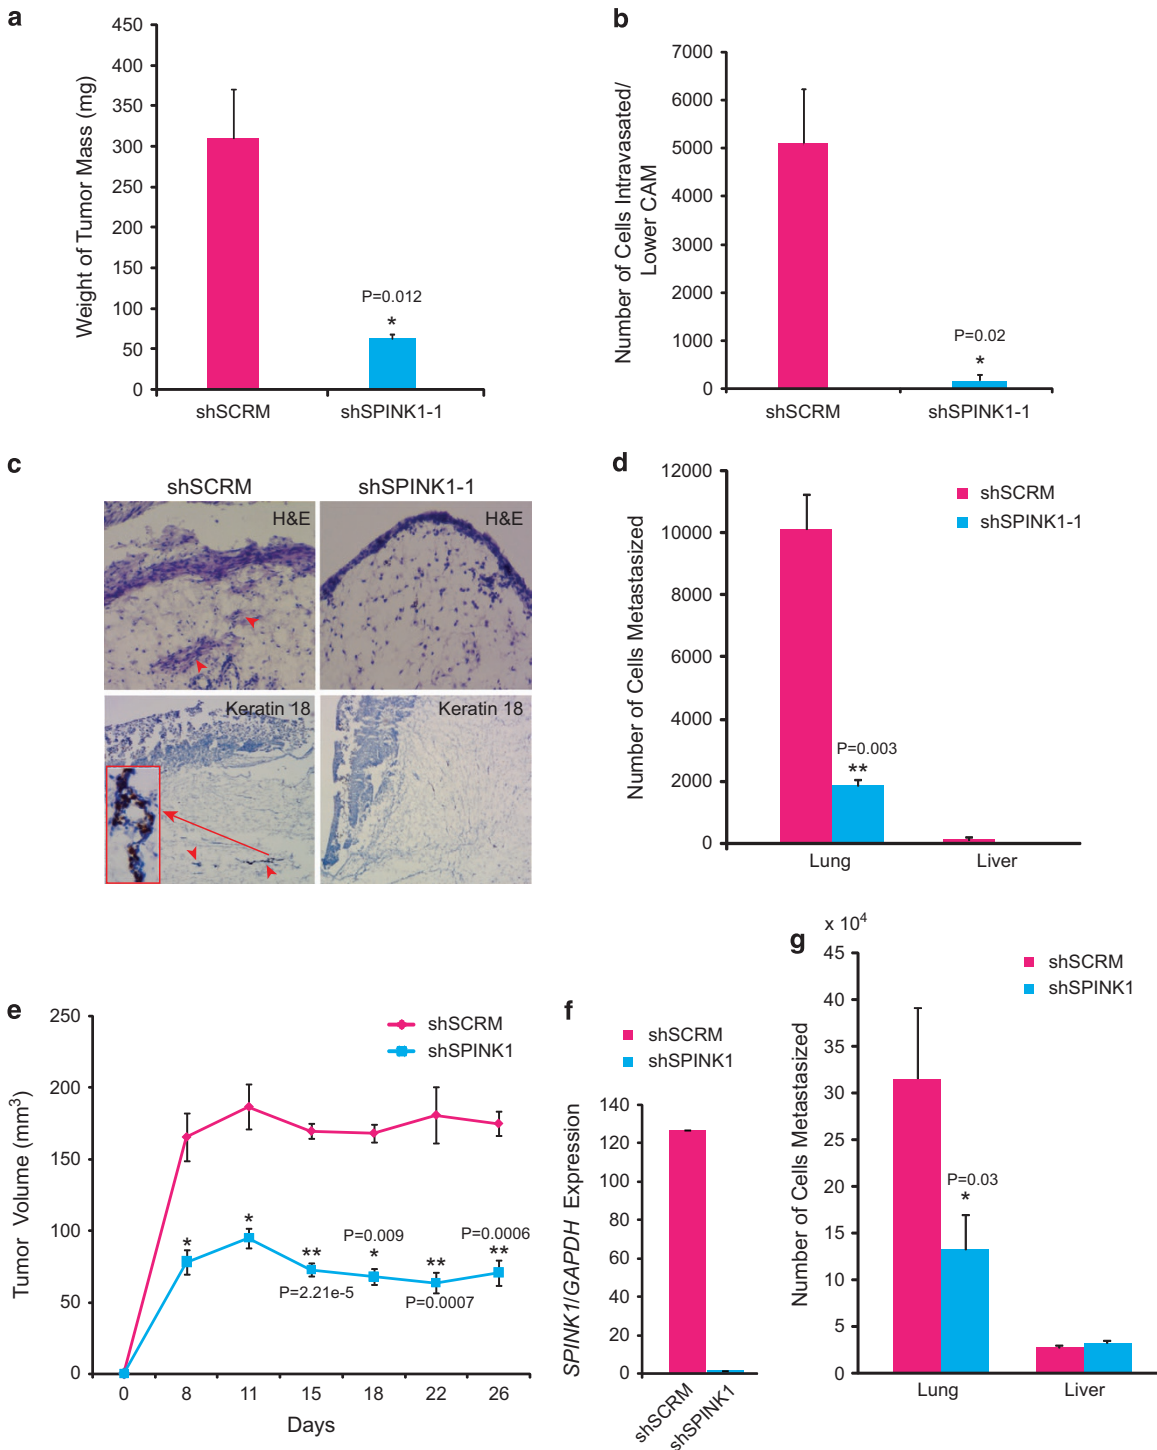 a
450
400
350
300
250
200
150
100
50
0
Weight of Tumor Mass (mg)
P=0.012
*
shSCRM
shSPINK1-1
b
7000
6000
5000
4000
3000
2000
1000
0
Number of Cells Intravasated/
Lower CAM
P=0.02
*
shSCRM
shSPINK1-1
c
shSCRM
shSPINK1-1
H&E
H&E
Keratin 18
Keratin 18
d
12000
10000
8000
6000
4000
2000
0
Number of Cells Metastasized
shSCRM
shSPINK1-1
P=0.003
**
Lung
Liver
e
250
200
150
100
50
0
Tumor Volume (mm³)
shSCRM
shSPINK1
*
*
**
P=2.21e-5
P=0.009
*
**
P=0.0007
P=0.0006
**
0
8
11
15
18
22
26
Days
f
shSCRM
shSPINK1
140
120
100
80
60
40
20
0
SPINK1/GAPDH Expression
shSCRM
shSPINK1
g
x 10⁴
45
40
35
30
25
20
15
10
5
0
Number of Cells Metastasized
shSCRM
shSPINK1
P=0.03
*
Lung
Liver